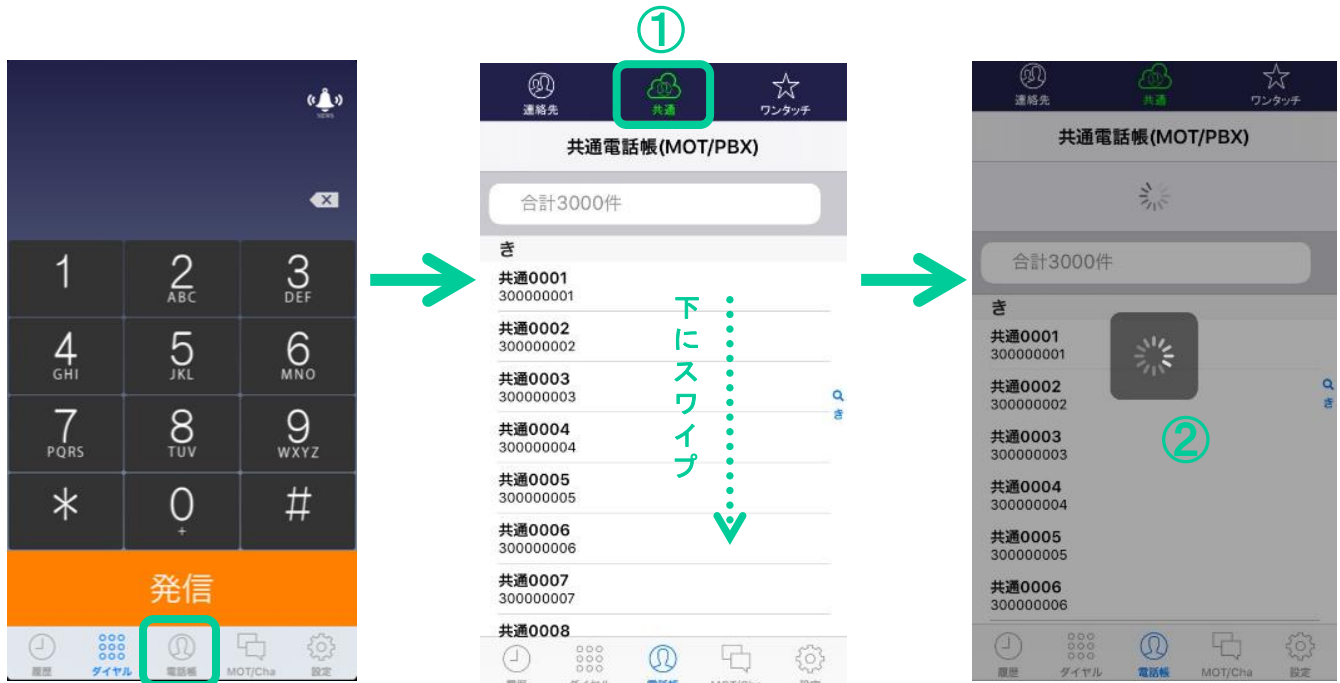 ①
NEWS
1
2
ABC
3
DEF
4
GHI
5
JKL
6
MNO
7
PQRS
8
TUV
9
WXYZ
*
0
+
#
発信
履歴
ダイヤル
電話帳
MOT/Cha
設定
連絡先
共通
ワンタッチ
共通電話帳(MOT/PBX)
合計3000件
き
共通0001
300000001
共通0002
300000002
共通0003
300000003
共通0004
300000004
共通0005
300000005
共通0006
300000006
共通0007
300000007
共通0008
き
下にスワイプ
連絡先
共通
ワンタッチ
共通電話帳(MOT/PBX)
合計3000件
き
共通0001
300000001
共通0002
300000002
共通0003
300000003
共通0004
300000004
共通0005
300000005
共通0006
300000006
き
②
履歴
ダイヤル
電話帳
MOT/Cha
設定